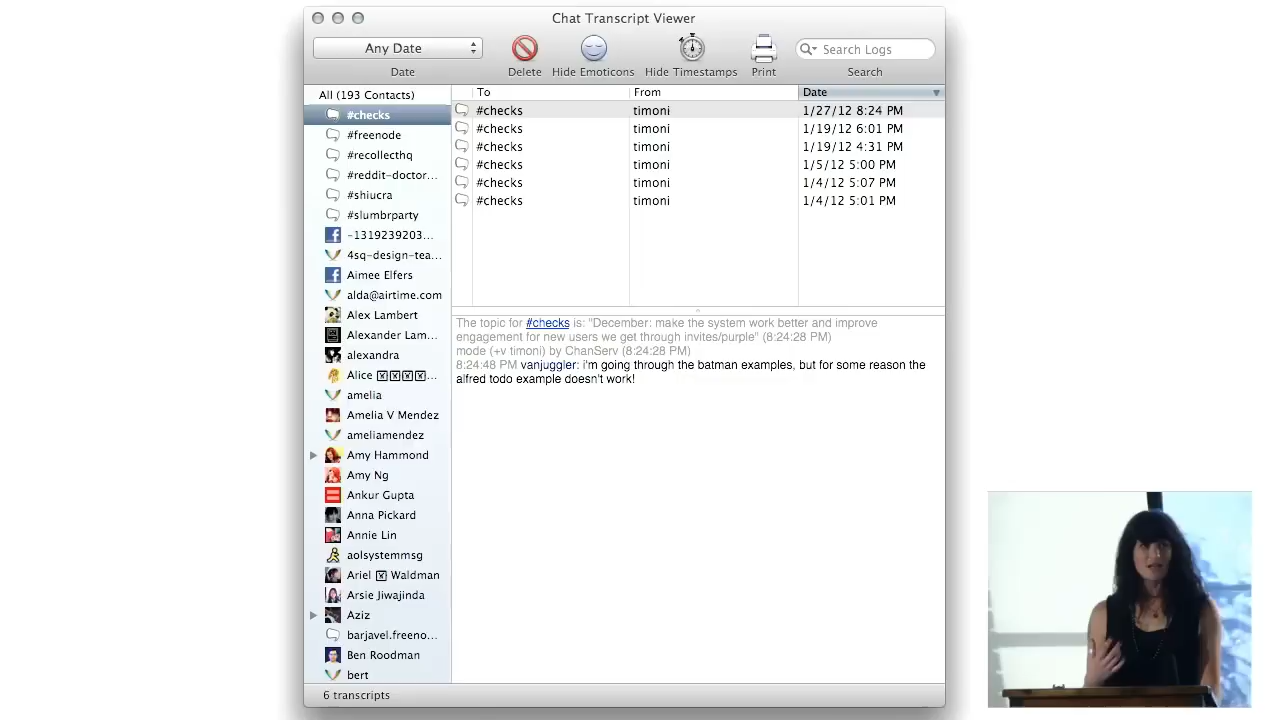 Chat Transcript Viewer
Any Date
Search Logs
Date
Delete
Hide Emoticons
Hide Timestamps
Print
Search
All (193 Contacts)
#checks
#freenode
#recollecthq
#reddit-doctor...
#shiucra
#slumbrparty
-1319239203...
4sq-design-tea...
Aimee Elfers
alda@airtime.com
Alex Lambert
Alexander Lam...
alexandra
Alice ...
amelia
Amelia V Mendez
ameliamendez
Amy Hammond
Amy Ng
Ankur Gupta
Anna Pickard
Annie Lin
aolsystemmsg
Ariel Waldman
Arsie Jiwajinda
Aziz
barjavel.freeno...
Ben Roodman
bert
To From Date
#checks timoni 1/27/12 8:24 PM
#checks timoni 1/19/12 6:01 PM
#checks timoni 1/19/12 4:31 PM
#checks timoni 1/5/12 5:00 PM
#checks timoni 1/4/12 5:07 PM
#checks timoni 1/4/12 5:01 PM
The topic for #checks is: "December: make the system work better and improve
engagement for new users we get through invites/purple" (8:24:28 PM)
mode (+v timoni) by ChanServ (8:24:28 PM)
8:24:48 PM vanjuggler: i'm going through the batman examples, but for some reason the
alfred todo example doesn't work!
6 transcripts